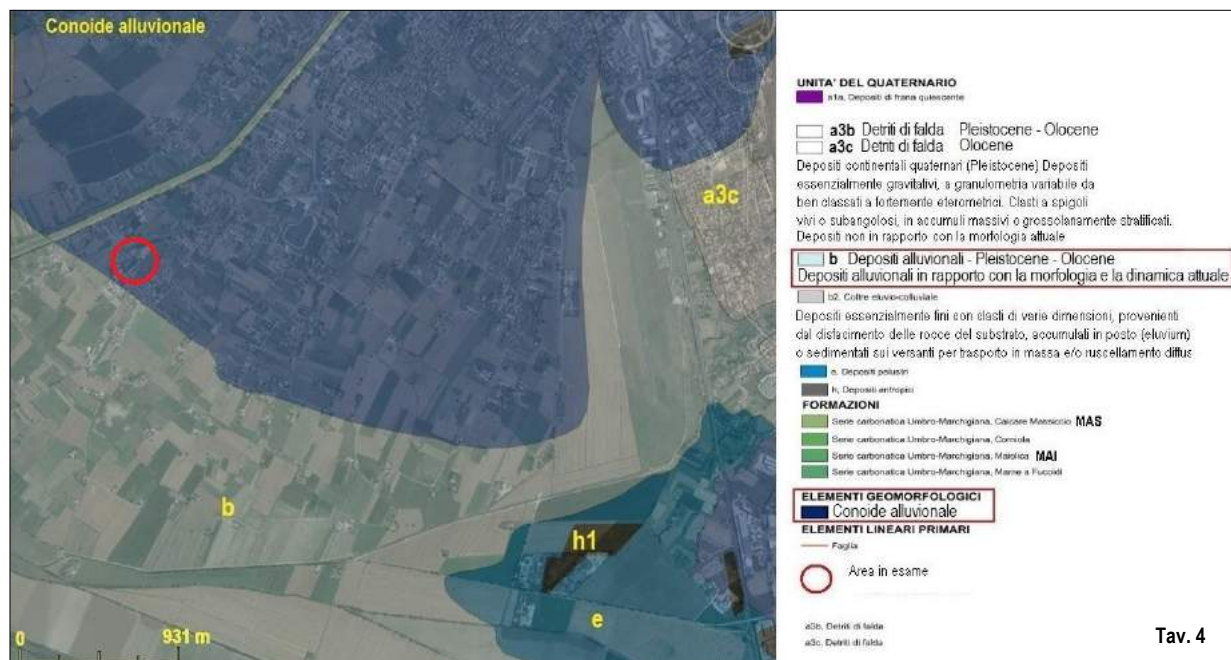 Conoide alluvionale
a3c
b
h1
e
0
931 m
UNITA' DEL QUATERNARIO
a1a, Depositi di frana quiescente
a3b Detriti di falda Pleistocene - Olocene
a3c Detriti di falda Olocene
Depositi continentali quaternari (Pleistocene) Depositi
essenzialmente gravitativi, a granulometria variabile da
ben classati a fortemente eterometrici. Clasti a spigoli
vivi o subangolosi, in accumuli massivi o grossolanamente stratificati.
Depositi non in rapporto con la morfologia attuale
b Depositi alluvionali - Pleistocene - Olocene
Depositi alluvionali in rapporto con la morfologia e la dinamica attuale
b2. Coltre eluvio-colluviale
Depositi essenzialmente fini con clasti di varie dimensioni, provenienti
dal disfacimento delle rocce del substrato, accumulati in posto (eluvium)
o sedimentati sui versanti per trasporto in massa e/o ruscellamento diffus
e. Depositi palustri
h, Depositi antropici
FORMAZIONI
Serie carbonatica Umbro-Marchigiana, Calcare Massiccio MAS
Serie carbonatica Umbro-Marchigiana, Corniola
Serie carbonatica Umbro-Marchigiana, Maiolica MAI
Serie carbonatica Umbro-Marchigiana, Marne a Fucoidi
ELEMENTI GEOMORFOLOGICI
Conoide alluvionale
ELEMENTI LINEARI PRIMARI
Faglia
Area in esame
a3b, Detriti di falda
a3c, Detriti di falda
Tav. 4